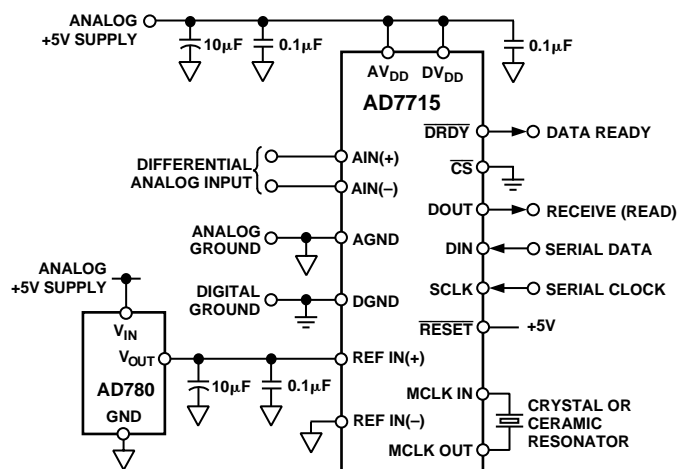 ANALOG
+5V SUPPLY
10µF
0.1µF
0.1µF
AVDD
DVDD
AD7715
DRDY
DATA READY
DIFFERENTIAL
ANALOG INPUT
AIN(+)
AIN(–)
CS
DOUT
RECEIVE (READ)
ANALOG
GROUND
AGND
DIN
SERIAL DATA
ANALOG
+5V SUPPLY
DIGITAL
GROUND
DGND
SCLK
SERIAL CLOCK
RESET
+5V
VIN
VOUT
AD780
GND
10µF
0.1µF
REF IN(+)
REF IN(–)
MCLK IN
MCLK OUT
CRYSTAL OR
CERAMIC
RESONATOR